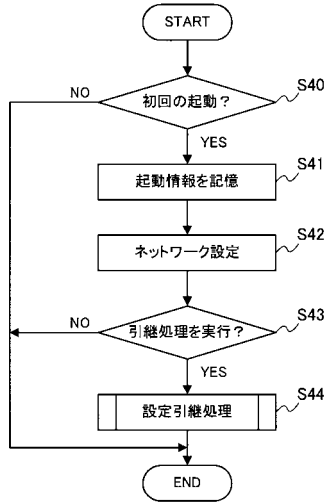 START
初回の起動？
S40
NO
YES
起動情報を記憶
S41
ネットワーク設定
S42
引継処理を実行？
S43
NO
YES
設定引継処理
S44
END